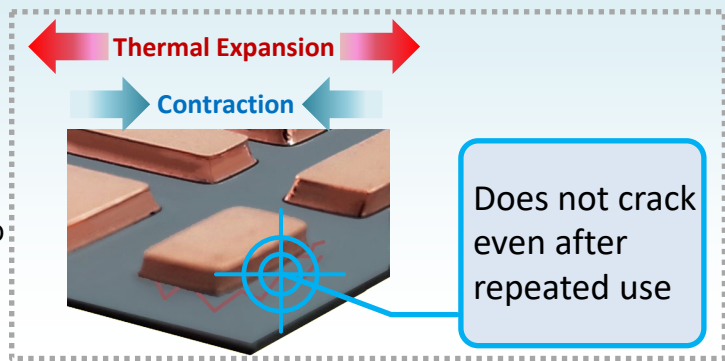 Thermal Expansion
Contraction
Does not crack
even after
repeated use